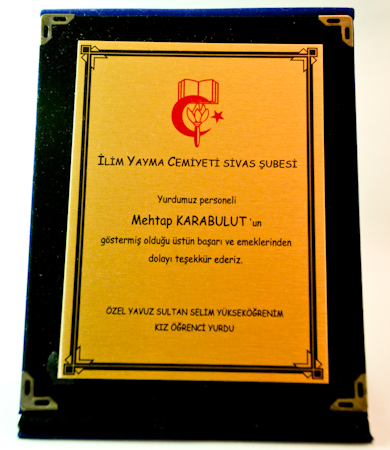 İLİM YAYMA CEMİYETİ SİVAS ŞUBESİ
Yurdumuz personeli
Mehtap KARABULUT 'un
göstermiş olduğu üstün başarı ve emeklerinden
dolayı teşekkür ederiz.
ÖZEL YAVUZ SULTAN SELİM YÜKSEKÖĞRENİM
KIZ ÖĞRENCİ YURDU